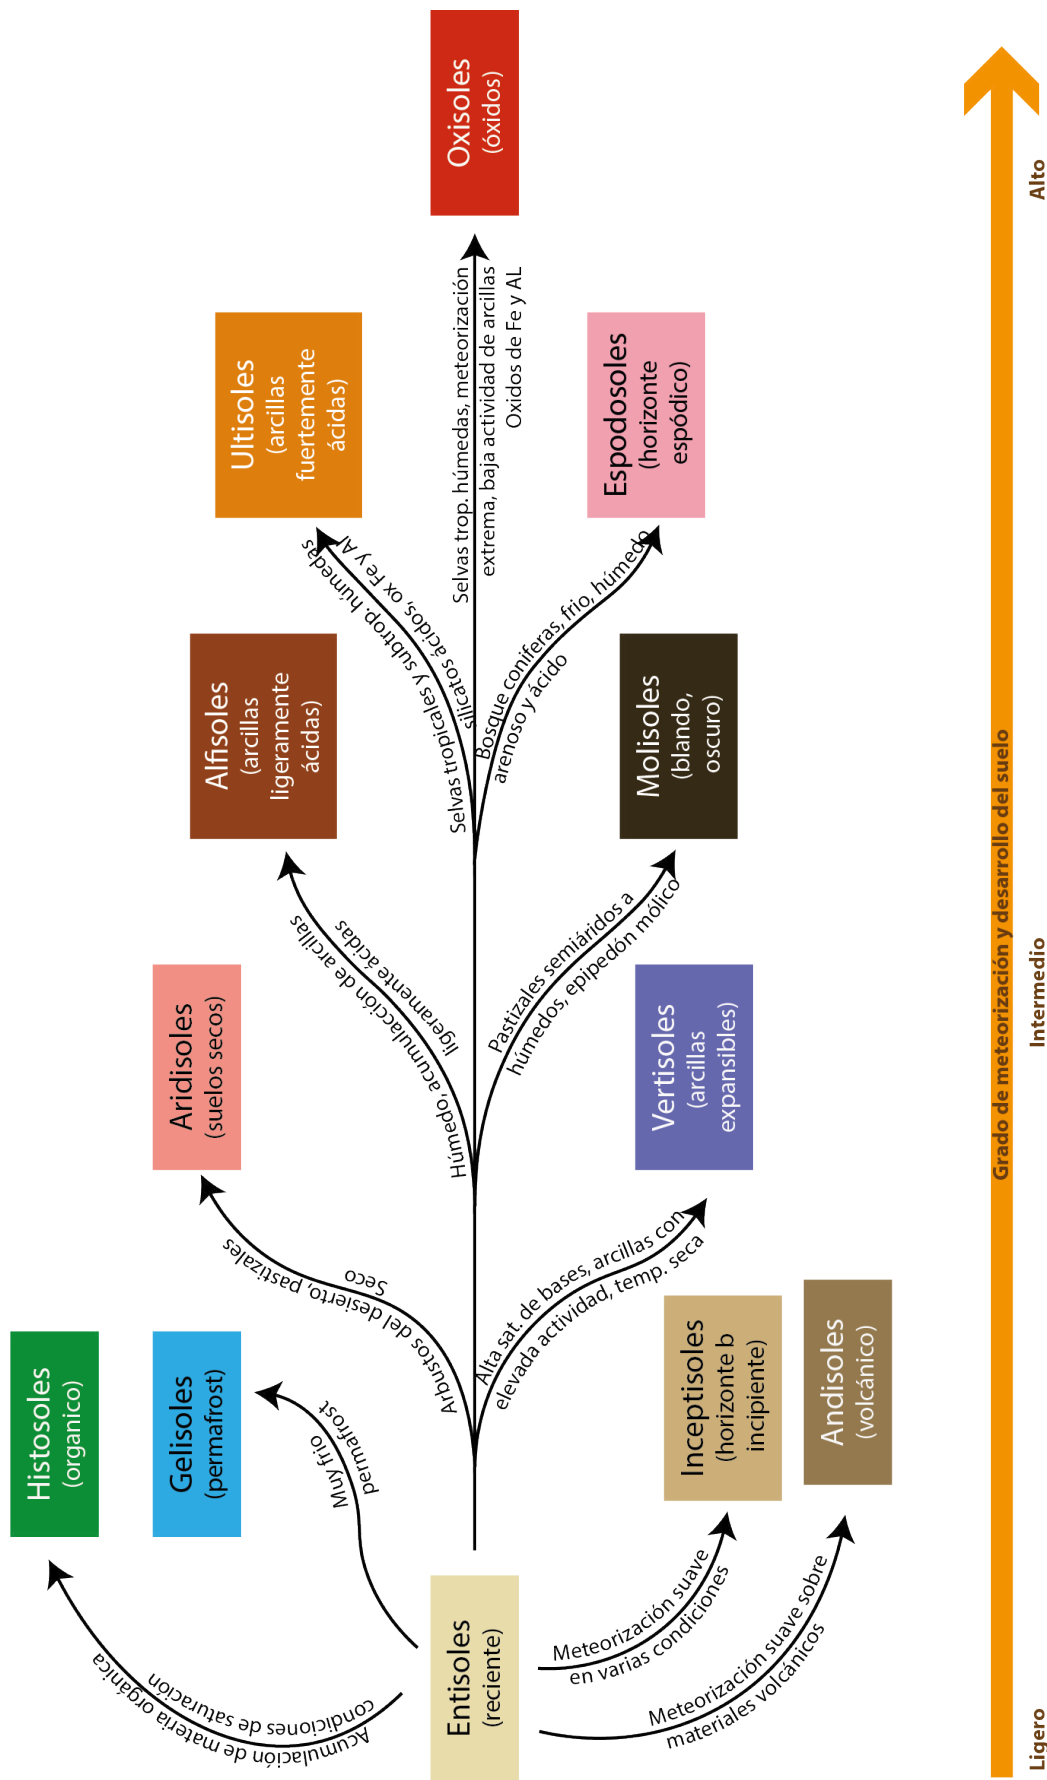 Histosoles
(organico)
Acumulación de materia orgánica
condiciones de saturación
Gelisoles
(permafrost)
Muy frio
permafrost
Aridisoles
(suelos secos)
Arbustos del desierto, pastizales
Seco
Alfisoles
(arcillas
ligeramente
ácidas)
Húmedo, acumulacción de arcillas
ligeramente ácidas
Ultisoles
(arcillas
fuertemente
ácidas)
Selvas tropicales y subtrop. húmedas
silicatos ácidos, ox Fe y Al
Entisoles
(reciente)
Selvas trop. húmedas, meteorización
extrema, baja actividad de arcillas
Oxidos de Fe y AL
Oxisoles
(óxidos)
Bosque coniferas, frio, húmedo
arenoso y ácido
Espodosoles
(horizonte
espódico)
Pastizales semiáridos a
húmedos, epipedón mólico
Molisoles
(blando,
oscuro)
Alta sat. de bases, arcillas con
elevada actividad, temp. seca
Vertisoles
(arcillas
expansibles)
Meteorización suave
en varias condiciones
Inceptisoles
(horizonte b
incipiente)
Meteorización suave sobre
materiales volcánicos
Andisoles
(volcánico)
Grado de meteorización y desarrollo del suelo
Ligero
Intermedio
Alto